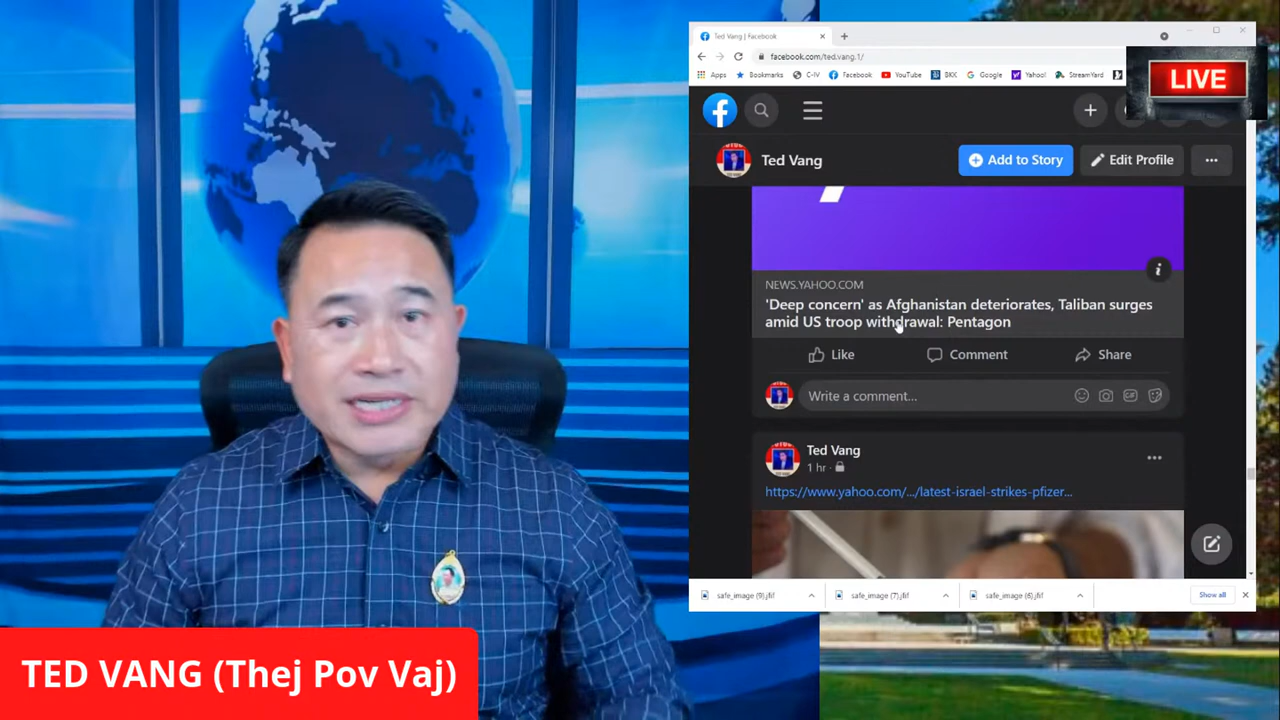 Ted Vang | Facebook
facebook.com/ted.vang.1/
Apps Bookmarks C-IV Facebook YouTube BKK Google Yahoo! StreamYard
LIVE
Ted Vang
Add to Story
Edit Profile
NEWS.YAHOO.COM
'Deep concern' as Afghanistan deteriorates, Taliban surges
amid US troop withdrawal: Pentagon
Like Comment Share
Write a comment...
Ted Vang
1 hr
https://www.yahoo.com/.../latest-israel-strikes-pfizer...
safe_image (9).jfif safe_image (7).jfif safe_image (6).jfif Show all
TED VANG (Thej Pov Vaj)